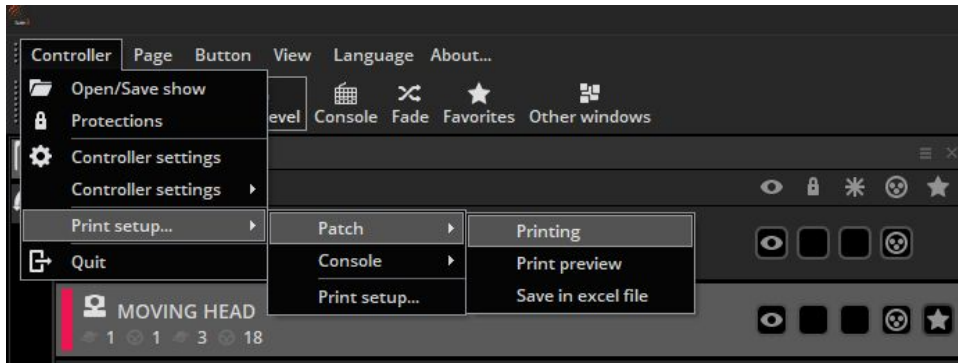 Controller Page Button View Language About...
Open/Save show
Protections
evel Console Fade Favorites Other windows
Controller settings
Controller settings
Print setup...
Patch
Printing
Quit
Console
Print preview
Print setup...
Save in excel file
MOVING HEAD
1 1 3 18